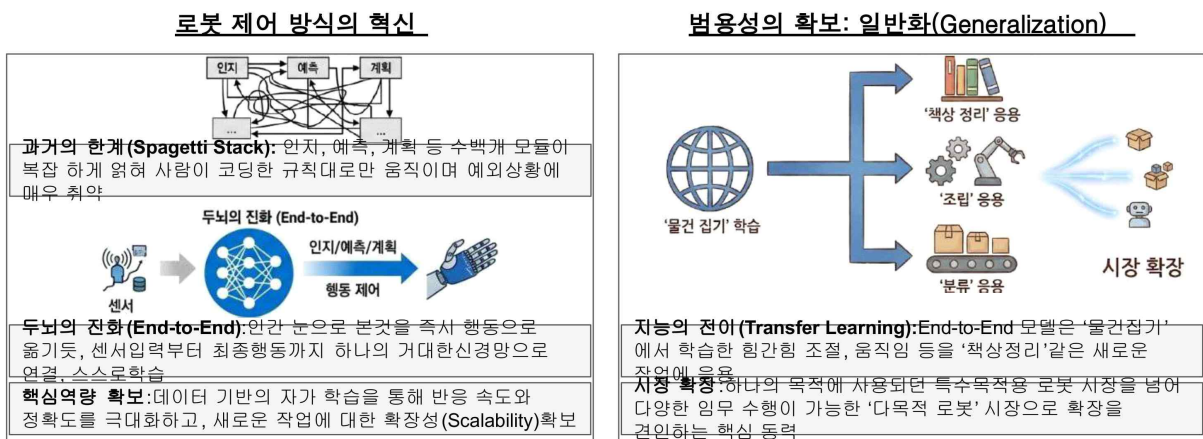 로봇 제어 방식의 혁신
인지
예측
계획
...
...
과거의 한계(Spagetti Stack): 인지, 예측, 계획 등 수백개 모듈이
복잡 하게 얽혀 사람이 코딩한 규칙대로만 움직이며 예외상황에
매우 취약
두뇌의 진화 (End-to-End)
인지/예측/계획
행동 제어
센서
두뇌의 진화(End-to-End):인간 눈으로 본것을 즉시 행동으로
옮기듯, 센서입력부터 최종행동까지 하나의 거대한신경망으로
연결, 스스로학습
핵심역량 확보:데이터 기반의 자가 학습을 통해 반응 속도와
정확도를 극대화하고, 새로운 작업에 대한 확장성(Scalability)확보
범용성의 확보: 일반화(Generalization)
'물건 집기' 학습
'책상 정리' 응용
'조립' 응용
'분류' 응용
시장 확장
지능의 전이(Transfer Learning):End-to-End 모델은 ‘물건집기’
에서 학습한 힘간힘 조절, 움직임 등을 ‘책상정리’같은 새로운
작업에 응용
시장 확장:하나의 목적에 사용되던 특수목적용 로봇 시장을 넘어
다양한 임무 수행이 가능한 ‘다목적 로봇’ 시장으로 확장을
견인하는 핵심 동력